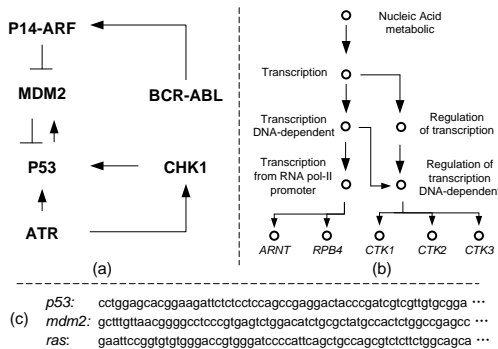 P14-ARF
MDM2
BCR-ABL
P53
CHK1
ATR
(a)
Nucleic Acid
metabolic
Transcription
Transcription
DNA-dependent
Regulation
of transcription
Transcription
from RNA pol-II
promoter
Regulation of
transcription
DNA-dependent
ARNT RPB4 CTK1 CTK2 CTK3
(b)
(c)
p53: cctggagcacggaagattctctcctccagccgaggactacccgatcgtcgttgtgcgga ···
mdm2: gctttgttaacggggcctcccgtgagtctggacatctgcgctatgccactctggccgagcc ···
ras: gaattccggtgtgtgggaccgtgggatccccattcagctgccagcgtctcttctggcagca ···